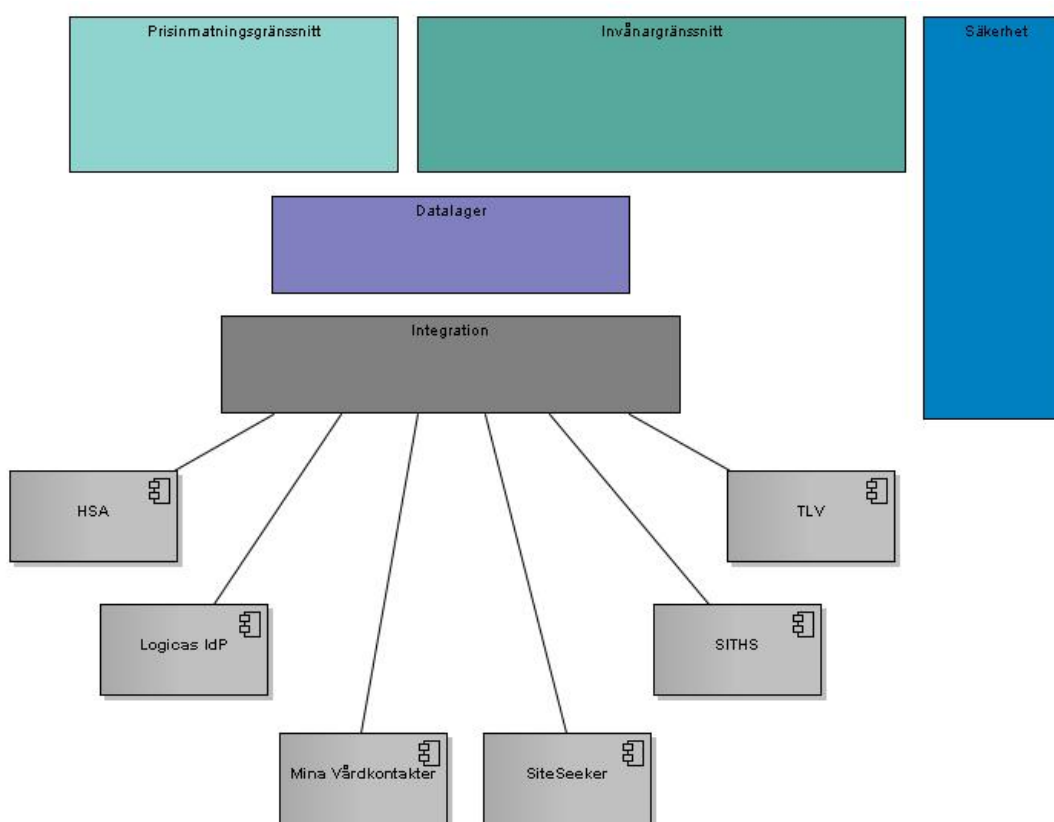 Prisinmatningsgränssnitt
Invånargränssnitt
Säkerhet
Datalager
Integration
HSA
TLV
Logicas IdP
SITHS
Mina Vårdkontakter
SiteSeeker